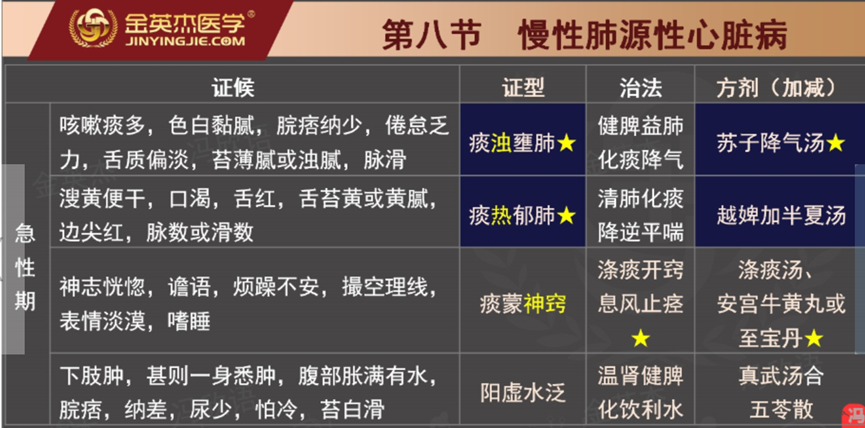 金英杰医学®
JINYINGJIE.COM
第八节 慢性肺源性心脏病
证候 证型 治法 方剂（加减）
急性期
咳嗽痰多，色白黏腻，脘痞纳少，倦怠乏
力，舌质偏淡，苔薄腻或浊腻，脉滑
痰浊壅肺★
健脾益肺
化痰降气
苏子降气汤★
溲黄便干，口渴，舌红，舌苔黄或黄腻，
边尖红，脉数或滑数
痰热郁肺★
清肺化痰
降逆平喘
越婢加半夏汤
神志恍惚，谵语，烦躁不安，撮空理线，
表情淡漠，嗜睡
痰蒙神窍
涤痰开窍
息风止痉
★
涤痰汤、
安宫牛黄丸或
至宝丹★
下肢肿，甚则一身悉肿，腹部胀满有水，
脘痞，纳差，尿少，怕冷，苔白滑
阳虚水泛
温肾健脾
化饮利水
真武汤合
五苓散
冯